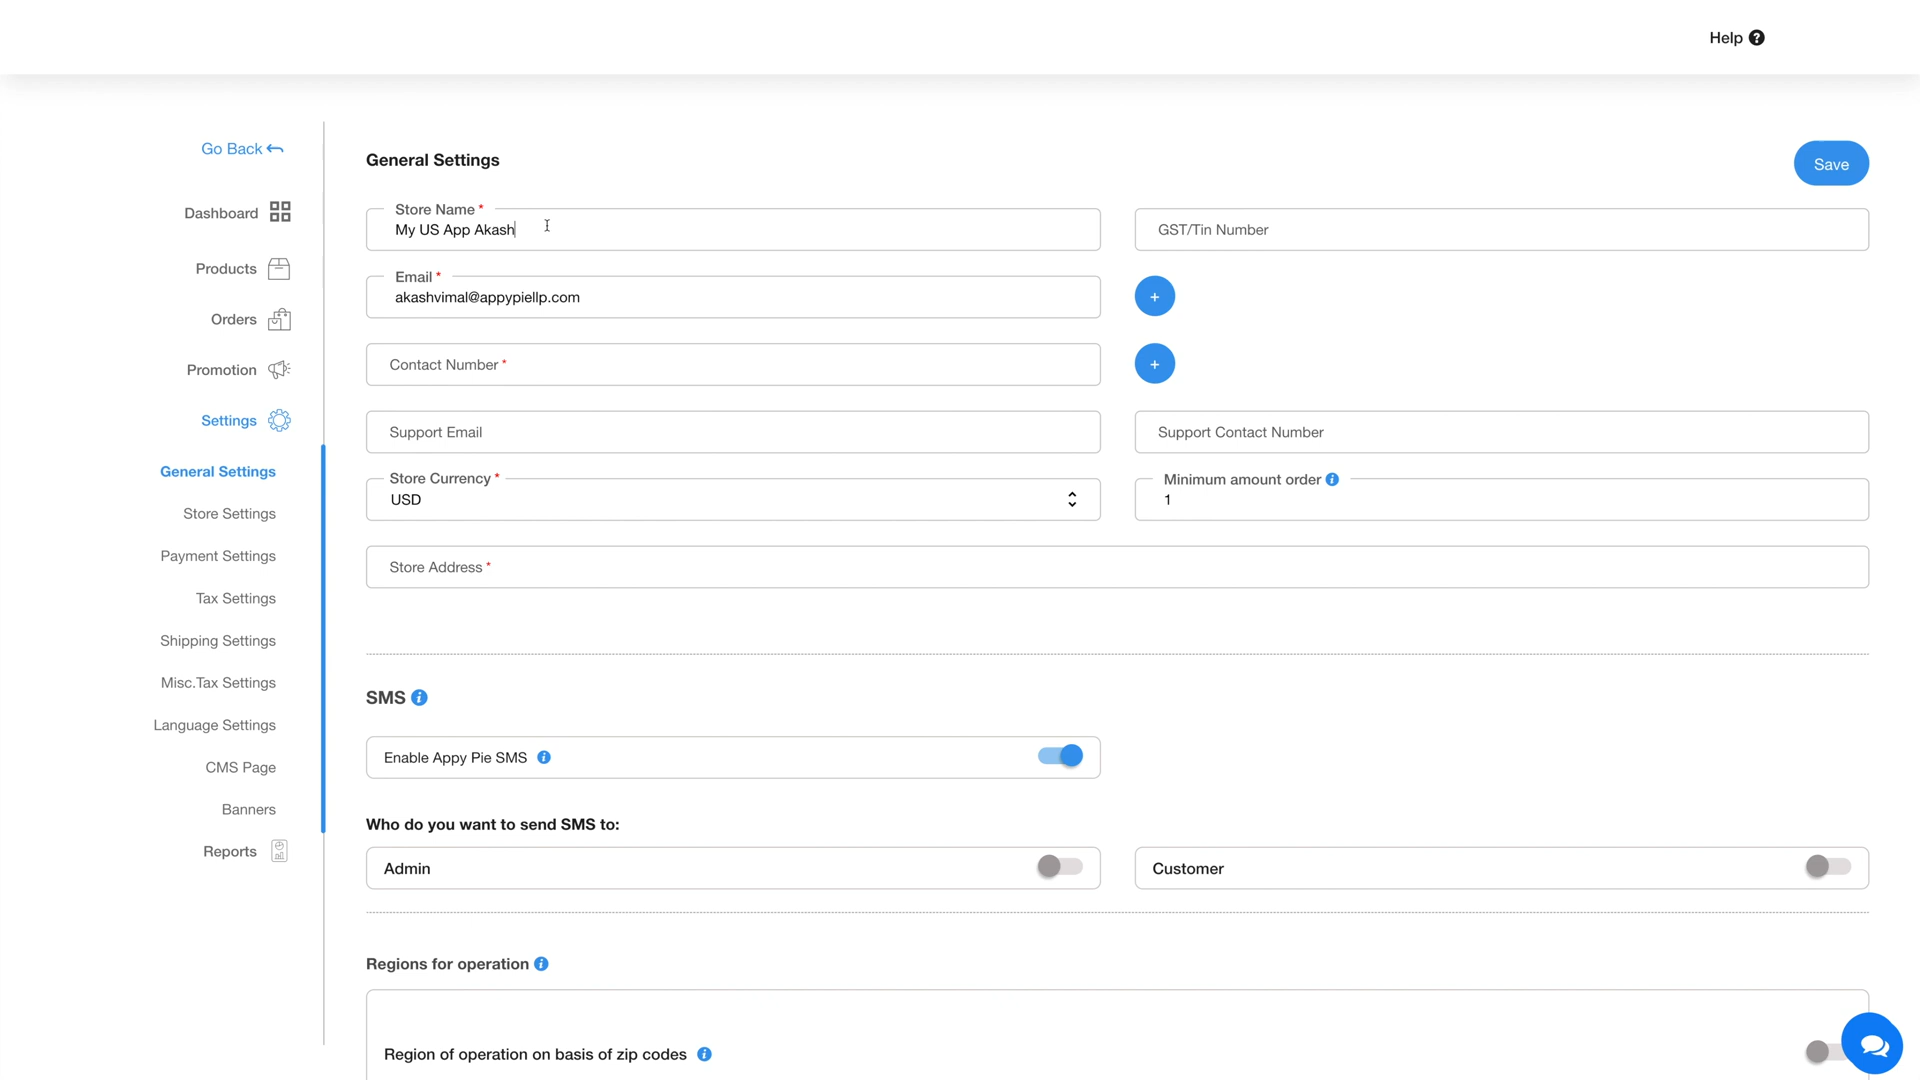 Help
Go Back
Dashboard
Products
Orders
Promotion
Settings
General Settings
Store Settings
Payment Settings
Tax Settings
Shipping Settings
Misc.Tax Settings
Language Settings
CMS Page
Banners
Reports
General Settings
Save
Store Name *
My US App Akash
GST/Tin Number
Email *
akashvimal@appypiellp.com
+
Contact Number *
+
Support Email
Support Contact Number
Store Currency *
USD
Minimum amount order
1
Store Address *
SMS
Enable Appy Pie SMS
Who do you want to send SMS to:
Admin
Customer
Regions for operation
Region of operation on basis of zip codes